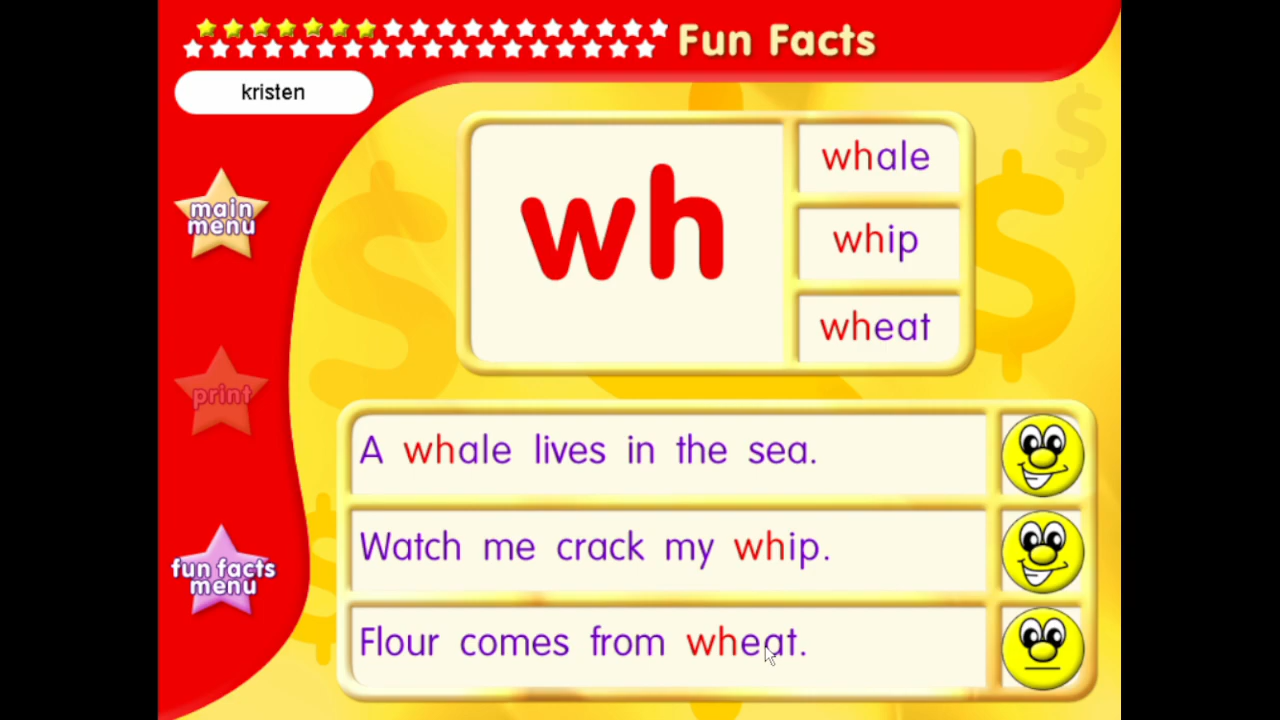 Fun Facts
kristen
main
menu
print
fun facts
menu
wh
whale
whip
wheat
A whale lives in the sea.
Watch me crack my whip.
Flour comes from wheat.